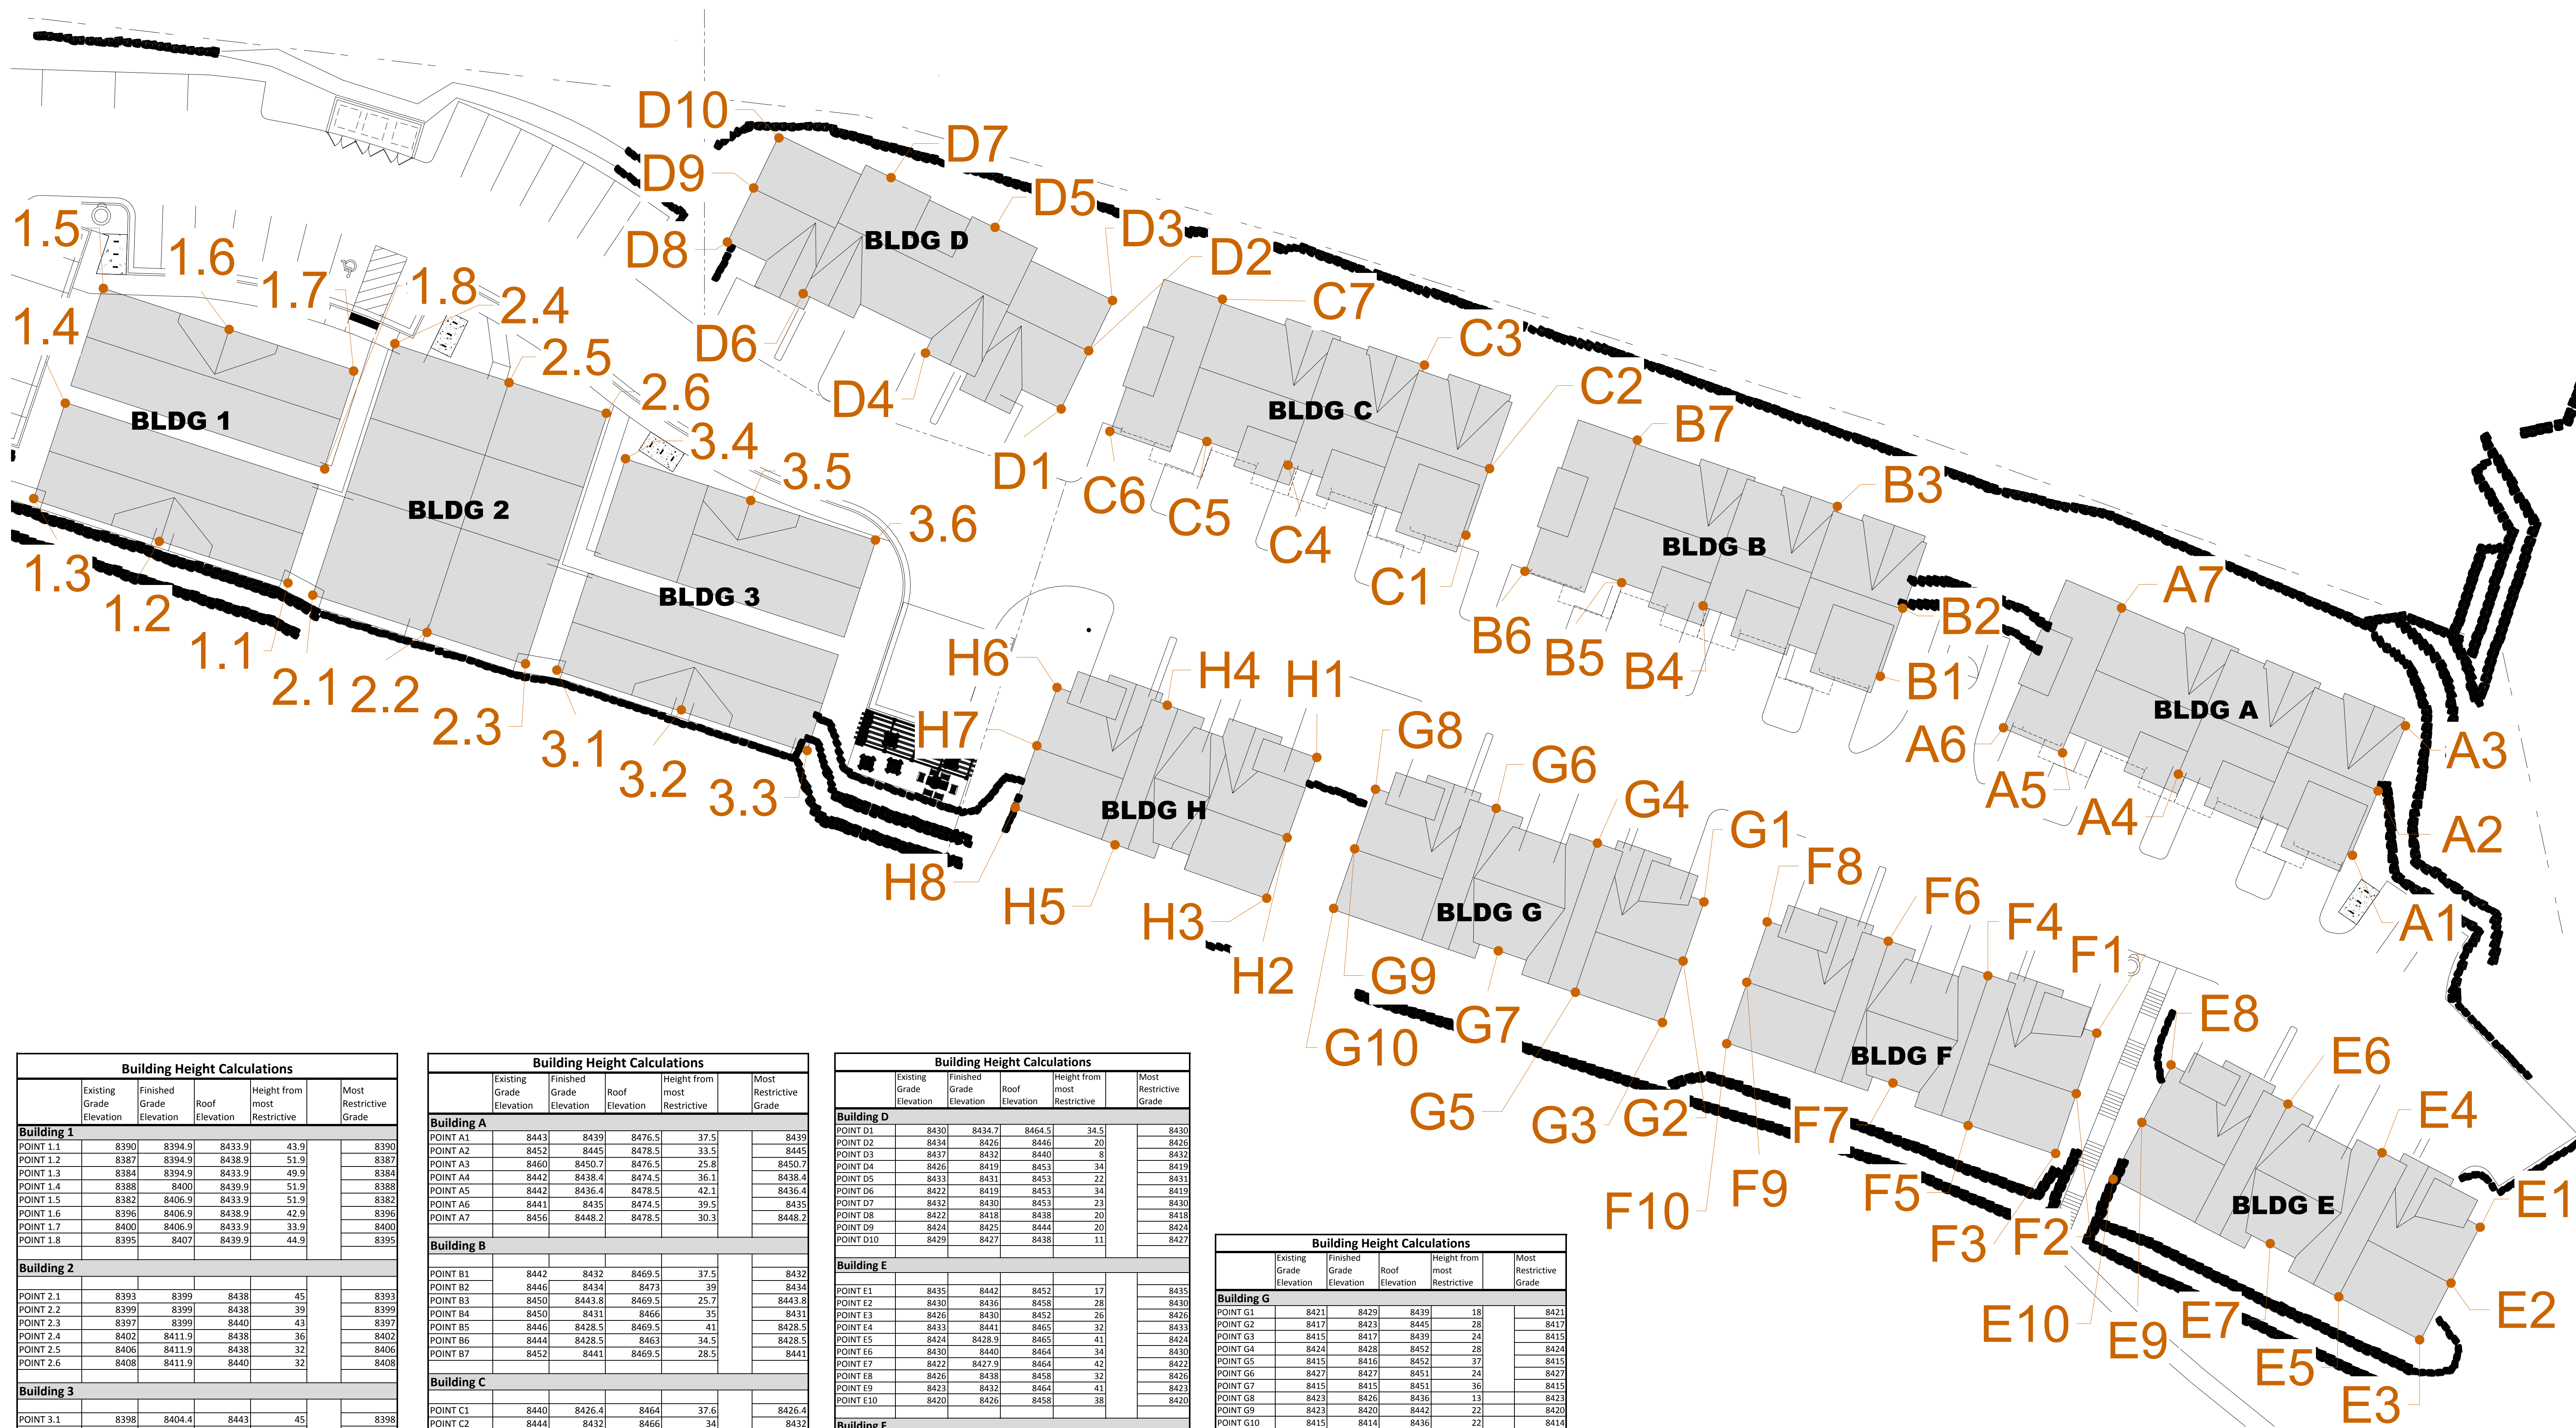 D10
D7
D9
D5
D3
1.5
D8
D2
BLDG D
1.6
1.7
1.8
2.4
C7
1.4
D6
2.5
C3
2.6
C2
D4
BLDG 1
BLDG C
3.4
B7
D1
3.5
C6
B3
C5
BLDG 2
3.6
C4
BLDG B
1.3
C1
A7
BLDG 3
1.2
B2
B6
1.1
H6
B5
B4
H4
2.1
2.2
H1
B1
BLDG A
2.3
H7
G8
A6
3.1
A3
G6
3.2
A5
3.3
G4
BLDG H
A4
G1
A2
F8
H8
H5
BLDG G
F6
H3
F4
A1
F1
H2
G9
G7
E8
G10
BLDG F
E6
G5
G3
G2
F7
E4
F9
F5
F10
E1
BLDG E
F3
F2
E10
E9
E7
E2
E5
E3
Building Height Calculations
Existing Grade Elevation Finished Grade Elevation Roof Elevation Height from most Restrictive Most Restrictive Grade
Building 1
POINT 1.1 8390 8394.9 8433.9 43.9 8390
POINT 1.2 8387 8394.9 8438.9 51.9 8387
POINT 1.3 8384 8394.9 8433.9 49.9 8384
POINT 1.4 8388 8400 8439.9 51.9 8388
POINT 1.5 8382 8406.9 8433.9 51.9 8382
POINT 1.6 8396 8406.9 8438.9 42.9 8396
POINT 1.7 8400 8406.9 8433.9 33.9 8400
POINT 1.8 8395 8407 8439.9 44.9 8395
Building 2
POINT 2.1 8393 8399 8438 45 8393
POINT 2.2 8399 8399 8438 39 8399
POINT 2.3 8397 8399 8440 43 8397
POINT 2.4 8402 8411.9 8438 36 8402
POINT 2.5 8406 8411.9 8438 32 8406
POINT 2.6 8408 8411.9 8440 32 8408
Building 3
POINT 3.1 8398 8404.4 8443 45 8398
Building Height Calculations
Existing Grade Elevation Finished Grade Elevation Roof Elevation Height from most Restrictive Most Restrictive Grade
Building A
POINT A1 8443 8439 8476.5 37.5 8439
POINT A2 8452 8445 8478.5 33.5 8445
POINT A3 8460 8450.7 8476.5 25.8 8450.7
POINT A4 8442 8438.4 8474.5 36.1 8438.4
POINT A5 8442 8436.4 8478.5 42.1 8436.4
POINT A6 8441 8435 8474.5 39.5 8435
POINT A7 8456 8448.2 8478.5 30.3 8448.2
Building B
POINT B1 8442 8432 8469.5 37.5 8432
POINT B2 8446 8434 8473 39 8434
POINT B3 8450 8443.8 8469.5 25.7 8443.8
POINT B4 8450 8431 8466 35 8431
POINT B5 8446 8428.5 8469.5 41 8428.5
POINT B6 8444 8428.5 8463 34.5 8428.5
POINT B7 8452 8441 8469.5 28.5 8441
Building C
POINT C1 8440 8426.4 8464 37.6 8426.4
POINT C2 8444 8432 8466 34 8432
Building Height Calculations
Existing Grade Elevation Finished Grade Elevation Roof Elevation Height from most Restrictive Most Restrictive Grade
Building D
POINT D1 8430 8434.7 8464.5 34.5 8430
POINT D2 8434 8426 8446 20 8426
POINT D3 8437 8432 8440 8 8432
POINT D4 8426 8419 8453 34 8419
POINT D5 8433 8431 8453 22 8431
POINT D6 8422 8419 8453 34 8419
POINT D7 8432 8430 8453 23 8430
POINT D8 8422 8418 8438 20 8418
POINT D9 8424 8425 8444 20 8424
POINT D10 8429 8427 8438 11 8427
Building E
POINT E1 8435 8442 8452 17 8435
POINT E2 8430 8436 8458 28 8430
POINT E3 8426 8430 8452 26 8426
POINT E4 8433 8441 8465 32 8433
POINT E5 8424 8428.9 8465 41 8424
POINT E6 8430 8440 8464 34 8430
POINT E7 8422 8427.9 8464 42 8422
POINT E8 8426 8438 8458 32 8426
POINT E9 8423 8432 8464 41 8423
POINT E10 8420 8426 8458 38 8420
Building F
Building Height Calculations
Existing Grade Elevation Finished Grade Elevation Roof Elevation Height from most Restrictive Most Restrictive Grade
Building G
POINT G1 8421 8429 8439 18 8421
POINT G2 8417 8423 8445 28 8417
POINT G3 8415 8417 8439 24 8415
POINT G4 8424 8428 8452 28 8424
POINT G5 8415 8416 8452 37 8415
POINT G6 8427 8427 8451 24 8427
POINT G7 8415 8415 8451 36 8415
POINT G8 8423 8426 8436 13 8423
POINT G9 8423 8420 8442 22 8420
POINT G10 8415 8414 8436 22 8414